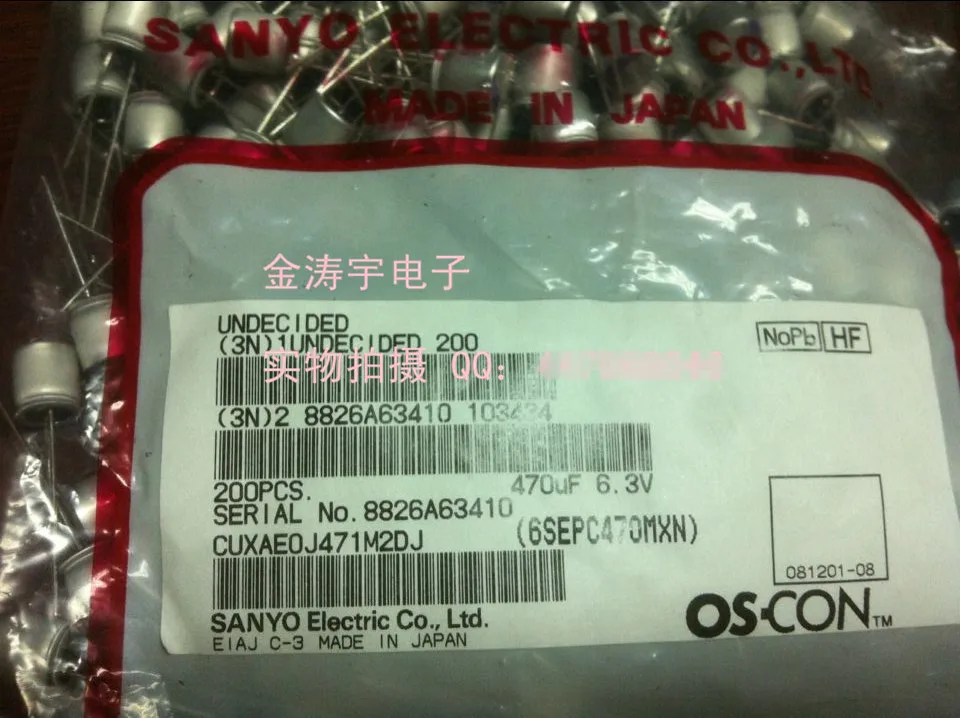 SANYO ELECTRIC CO.,LTD.
MADE IN JAPAN
金涛宇电子
UNDECIDED
(3N)1UNDECIDED 200
NoPb HF
实物拍摄 QQ:
(3N)2 8826A63410
200PCS. 470uF 6.3V
SERIAL No.8826A63410
CUXAE0J471M2DJ (6SEPC470MXN)
081201-08
SANYO Electric Co., Ltd.
OS-CON™
EIAJ C-3 MADE IN JAPAN